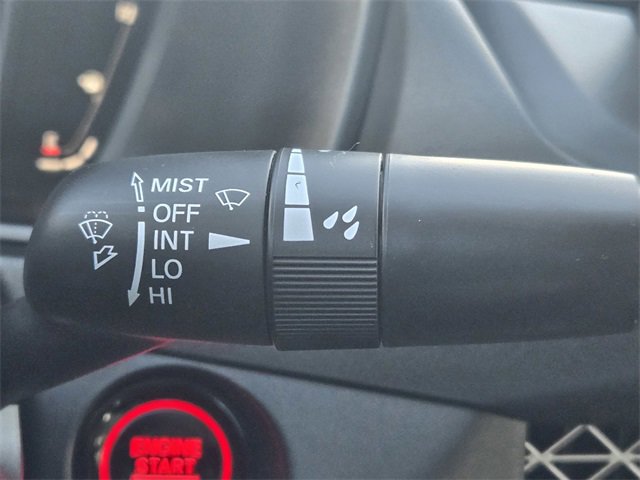 MIST
OFF
INT
LO
HI
ENGINE
START